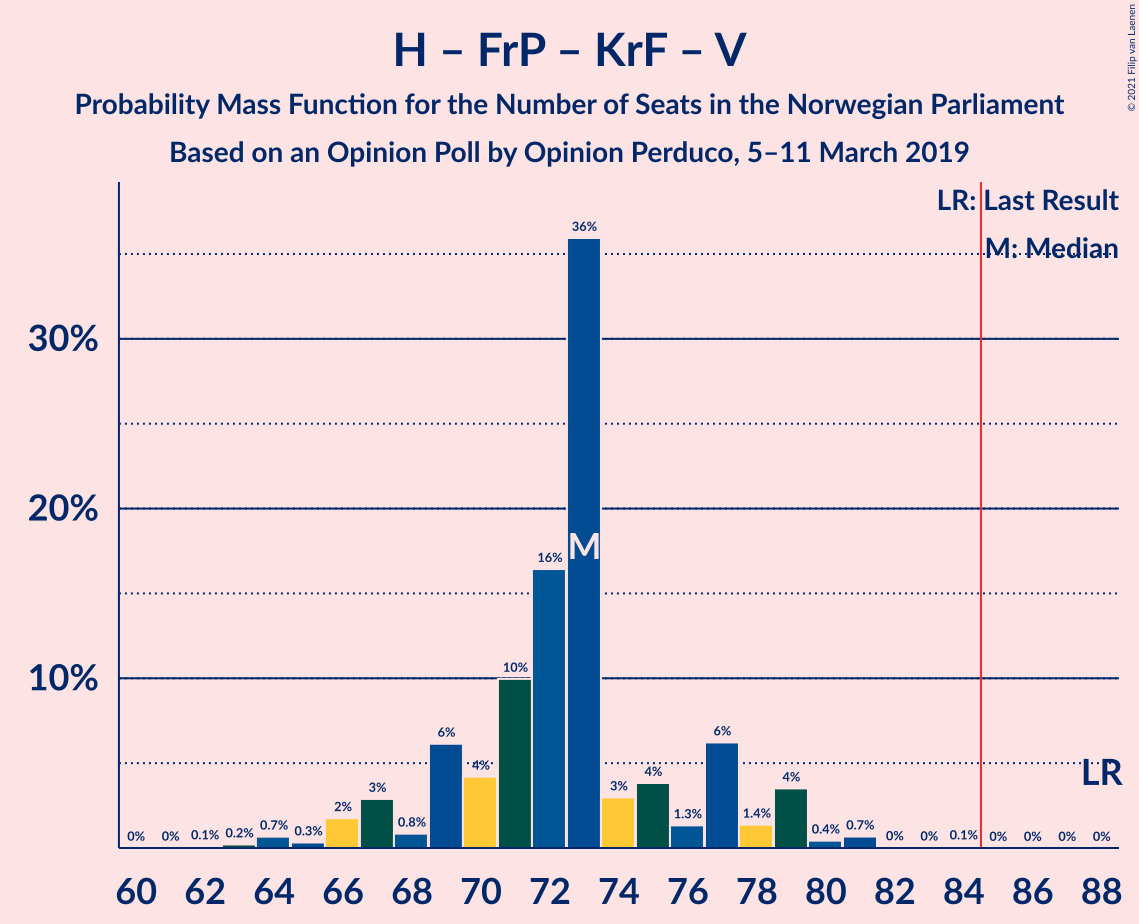 H – FrP – KrF – V
Probability Mass Function for the Number of Seats in the Norwegian Parliament
Based on an Opinion Poll by Opinion Perduco, 5–11 March 2019
© 2021 Filip van Laenen
LR: Last Result
M: Median
30%
20%
10%
0% 0% 0.1% 0.2% 0.7% 0.3% 2% 3% 0.8% 6% 4% 10% 16% 36% 3% 4% 1.3% 6% 1.4% 4% 0.4% 0.7% 0% 0% 0.1% 0% 0% 0% 0%
M
LR
60 62 64 66 68 70 72 74 76 78 80 82 84 86 88